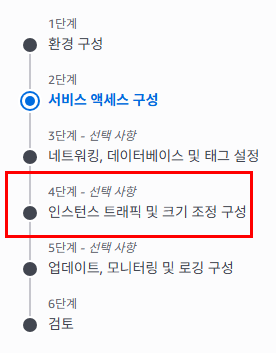 1단계
환경 구성
2단계
서비스 액세스 구성
3단계 - 선택 사항
네트워킹, 데이터베이스 및 태그 설정
4단계 - 선택 사항
인스턴스 트래픽 및 크기 조정 구성
5단계 - 선택 사항
업데이트, 모니터링 및 로깅 구성
6단계
검토